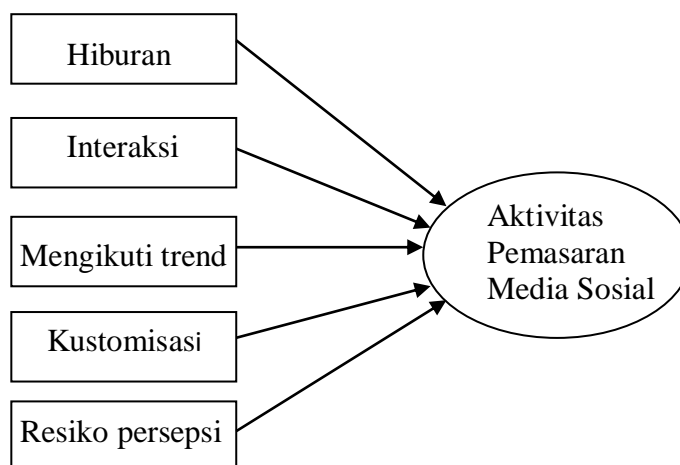 Hiburan
Interaksi
Mengikuti trend
Kustomisasi
Resiko persepsi
Aktivitas
Pemasaran
Media Sosial